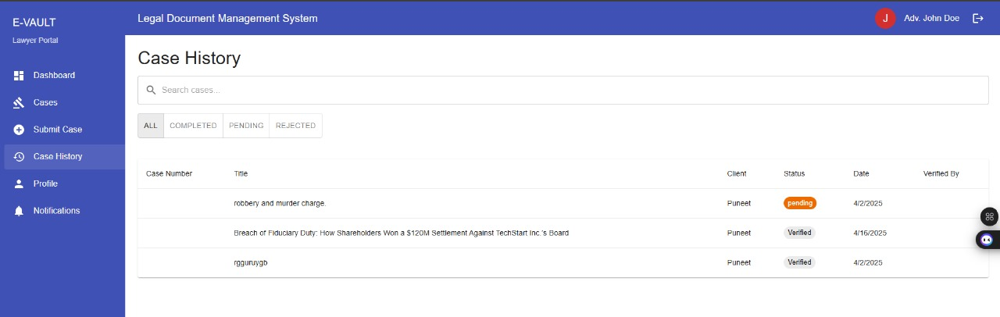 E-VAULT
Lawyer Portal
Dashboard
Cases
Submit Case
Case History
Profile
Notifications
Legal Document Management System
J Adv. John Doe
Case History
Search cases...
ALL COMPLETED PENDING REJECTED
Case Number Title Client Status Date Verified By
robbery and murder charge. Puneet pending 4/2/2025
Breach of Fiduciary Duty: How Shareholders Won a $120M Settlement Against TechStart Inc.'s Board Puneet Verified 4/16/2025
rgguruygb Puneet Verified 4/2/2025